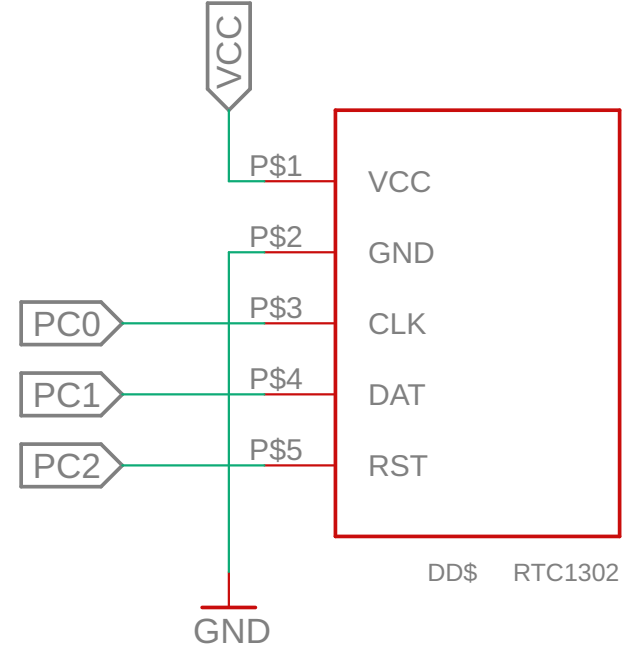 VCC
P$1
VCC
P$2
GND
P$3
PC0
CLK
P$4
PC1
DAT
P$5
PC2
RST
DD$ RTC1302
GND